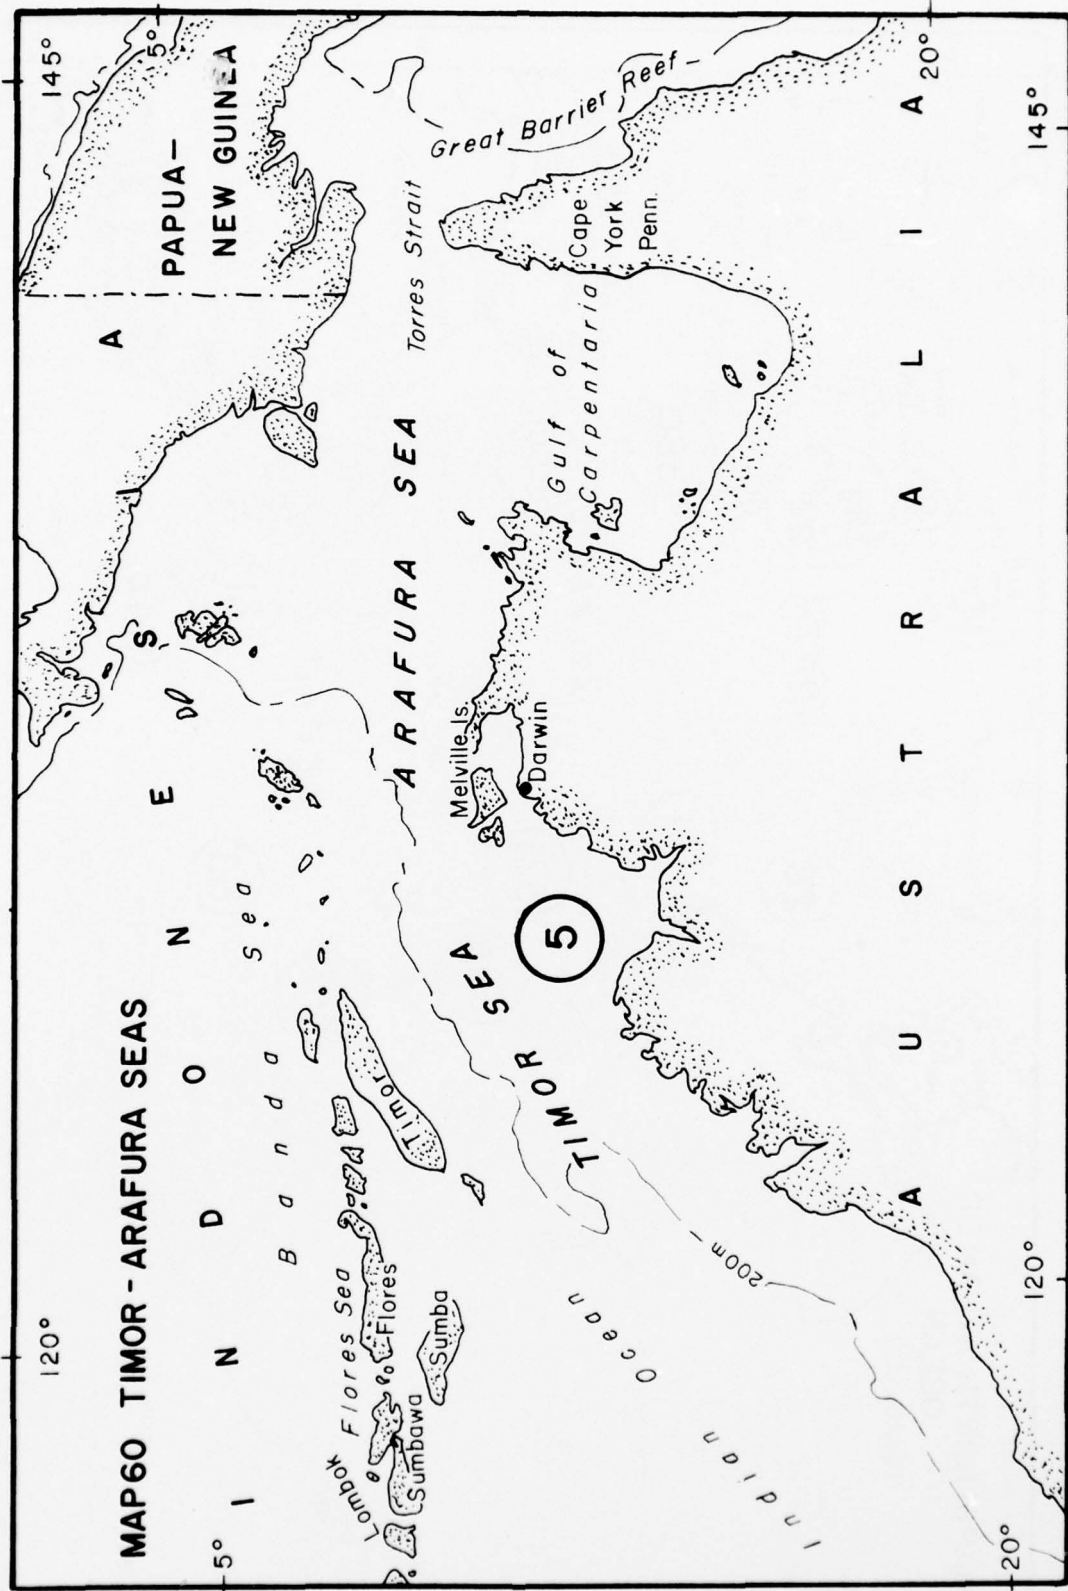 MAP60 TIMOR - ARAFURA SEAS
120°
145°
5°
5°
I N D O N E S I A
PAPUA-
NEW GUINEA
Banda Sea
Flores Sea
Lombok
Sumbawa
Flores
Sumba
Timor
ARAFURA SEA
Torres Strait
Great Barrier Reef
TIMOR SEA
Melville Is.
Darwin
5
Gulf of
Carpentaria
Cape
York
Penn.
Indian Ocean
200m
A U S T R A L I A
20°
20°
120°
145°